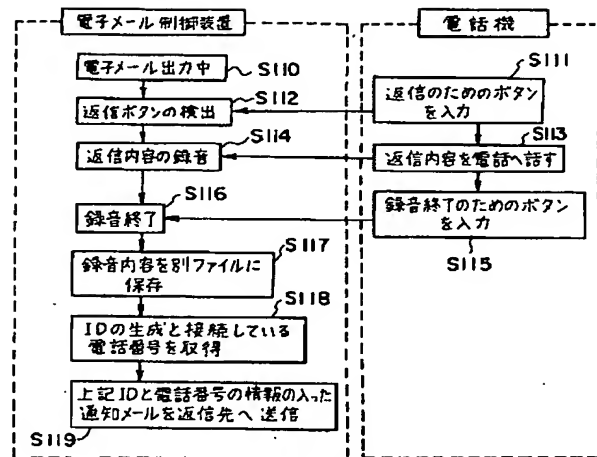 電子メール制御装置
電話機
電子メール出力中
S110
S111
返信のためのボタン
を入力
S112
返信ボタンの検出
S113
返信内容を電話へ話す
S114
返信内容の録音
S116
録音終了
録音終了のためのボタン
を入力
S115
S117
録音内容を別ファイルに
保存
S118
IDの生成と接続している
電話番号を取得
上記IDと電話番号の情報の入った
通知メールを返信先へ送信
S119